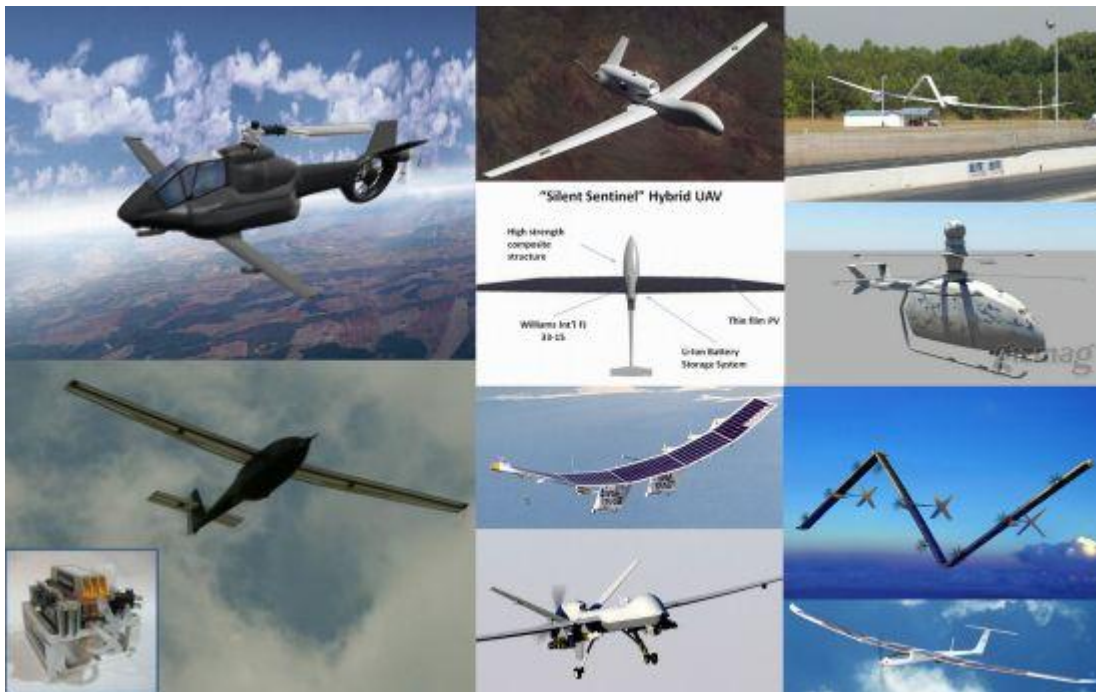 "Silent Sentinel" Hybrid UAV
High strength
composite
structure
Williams Int'l FJ
33-15
Thin film PV
Li-Ion Battery
Storage System